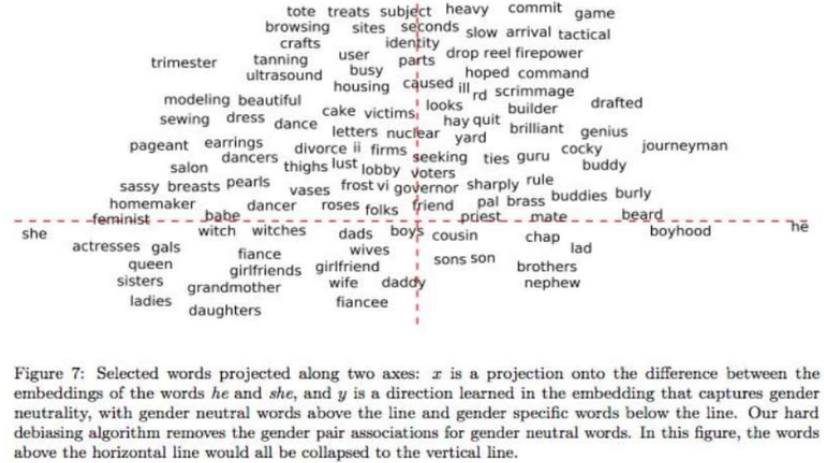 tote treats subject heavy commit game
browsing sites seconds slow arrival tactical
crafts identity
user parts drop reel firepower
trimester tanning busy hoped command
ultrasound housing caused ill rd scrimmage
modeling beautiful cake victims looks builder drafted
sewing dress dance letters nuclear hay quit brilliant genius
yard
pageant earrings divorce ii firms seeking ties guru cocky journeyman
dancers thighs lust lobby voters buddy
salon
sassy breasts pearls vases frost vi governor sharply rule
homemaker dancer roses folks friend pal brass buddies burly
feminist babe priest mate beard
she witch witches dads boys cousin chap boyhood he
actresses gals fiance wives lad
queen girlfriends girlfriend sons son brothers
sisters grandmother wife daddy nephew
ladies daughters fiancee
Figure 7: Selected words projected along two axes: x is a projection onto the difference between the
embeddings of the words he and she, and y is a direction learned in the embedding that captures gender
neutrality, with gender neutral words above the line and gender specific words below the line. Our hard
debiasing algorithm removes the gender pair associations for gender neutral words. In this figure, the words
above the horizontal line would all be collapsed to the vertical line.